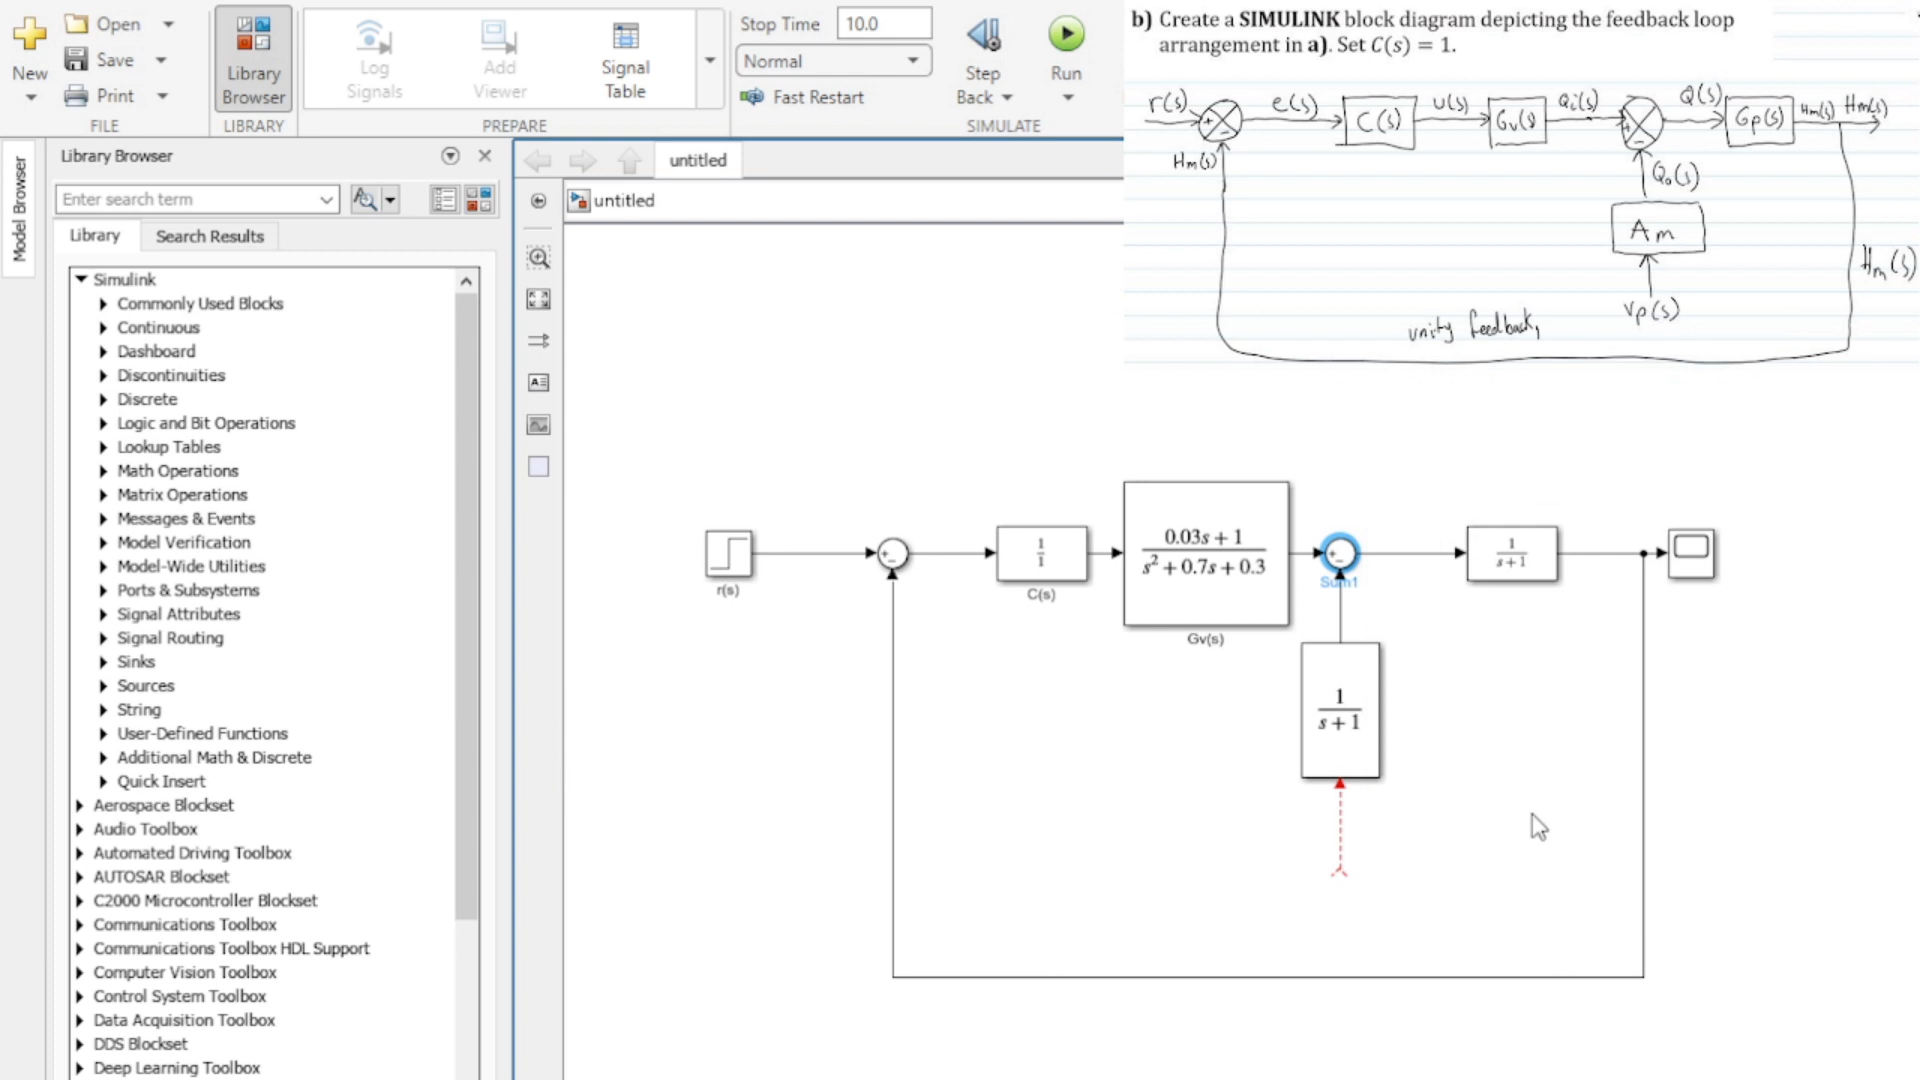 New
Open
Save
Print
FILE
Library
Browser
LIBRARY
Log
Signals
Add
Viewer
Signal
Table
PREPARE
Stop Time 10.0
Normal
Fast Restart
Step
Back
Run
SIMULATE
b) Create a SIMULINK block diagram depicting the feedback loop
arrangement in a). Set C(s) = 1.
r(s) + - e(s) C(s) U(s) Gv(s) Qi(s) + - Q(s) Gp(s) Hm(s) Hm(s)
Hm(s)
Qo(s)
Am
Hm(s)
Vp(s)
unity feedback,
Model Browser
Library Browser
Enter search term
Library Search Results
Simulink
Commonly Used Blocks
Continuous
Dashboard
Discontinuities
Discrete
Logic and Bit Operations
Lookup Tables
Math Operations
Matrix Operations
Messages & Events
Model Verification
Model-Wide Utilities
Ports & Subsystems
Signal Attributes
Signal Routing
Sinks
Sources
String
User-Defined Functions
Additional Math & Discrete
Quick Insert
Aerospace Blockset
Audio Toolbox
Automated Driving Toolbox
AUTOSAR Blockset
C2000 Microcontroller Blockset
Communications Toolbox
Communications Toolbox HDL Support
Computer Vision Toolbox
Control System Toolbox
Data Acquisition Toolbox
DDS Blockset
Deep Learning Toolbox
untitled
untitled
r(s)
+
-
1
1
C(s)
0.03s + 1
s² + 0.7s + 0.3
Gv(s)
+
-
Sum1
1
s + 1
1
s + 1